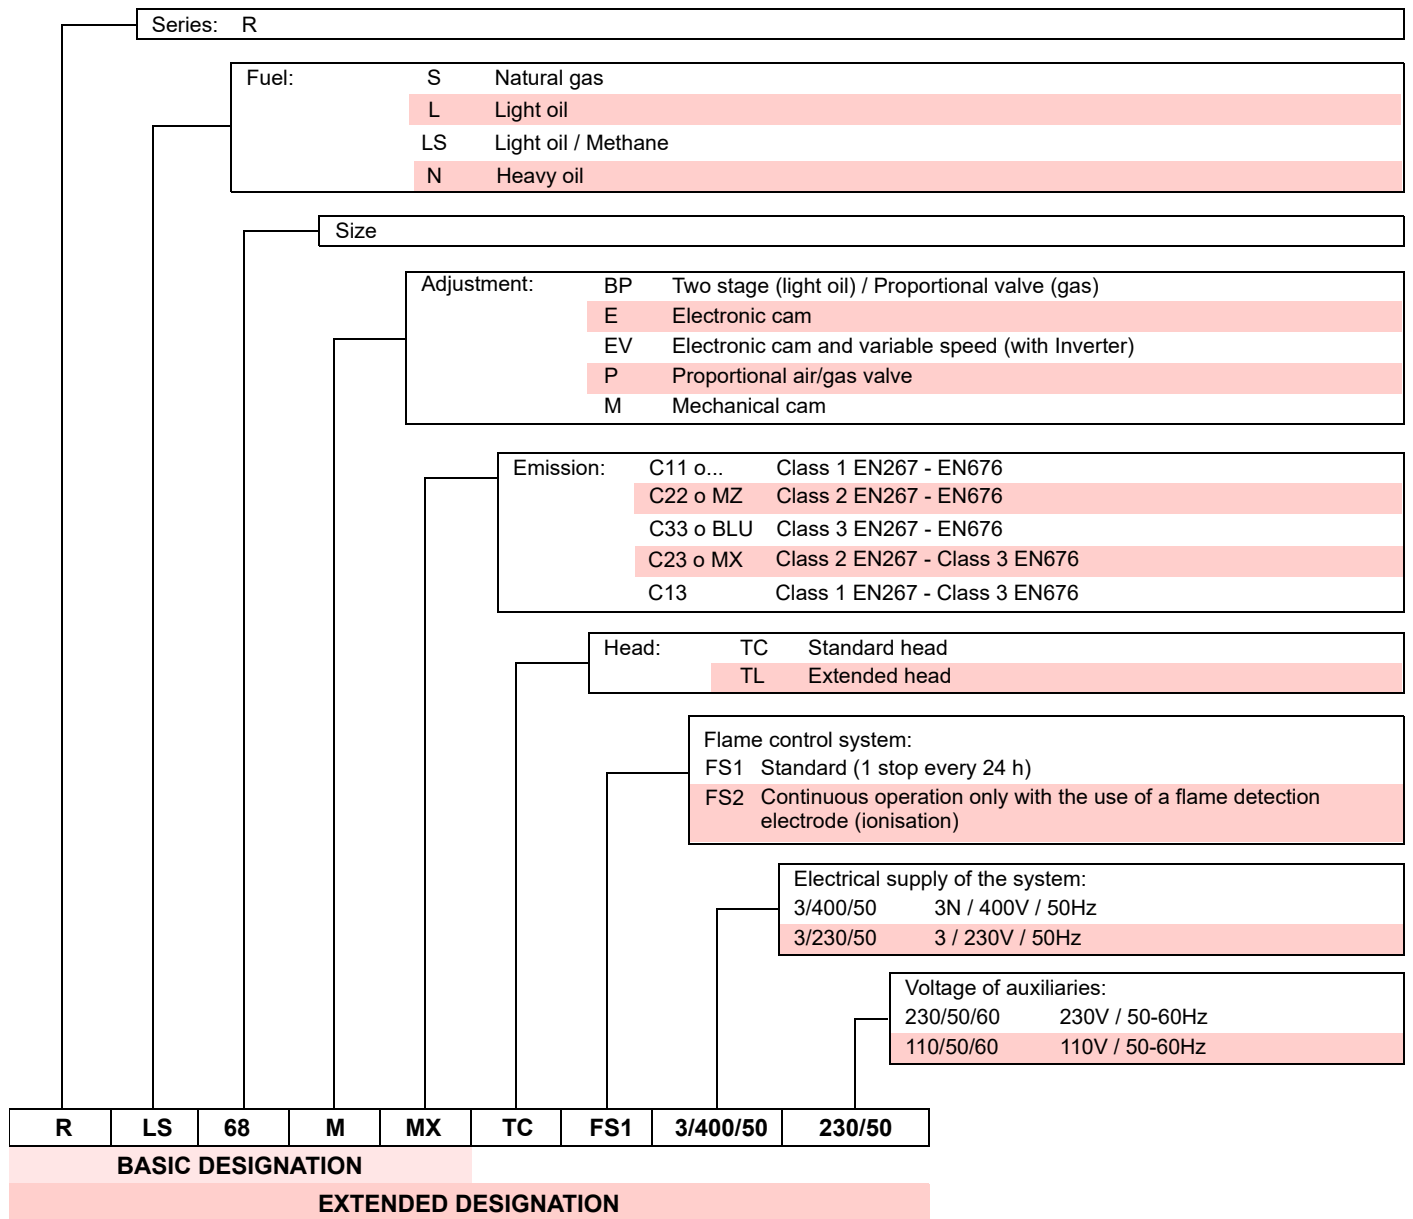 Series: R
Fuel: S Natural gas
L Light oil
LS Light oil / Methane
N Heavy oil
Size
Adjustment: BP Two stage (light oil) / Proportional valve (gas)
E Electronic cam
EV Electronic cam and variable speed (with Inverter)
P Proportional air/gas valve
M Mechanical cam
Emission: C11 o... Class 1 EN267 - EN676
C22 o MZ Class 2 EN267 - EN676
C33 o BLU Class 3 EN267 - EN676
C23 o MX Class 2 EN267 - Class 3 EN676
C13 Class 1 EN267 - Class 3 EN676
Head: TC Standard head
TL Extended head
Flame control system:
FS1 Standard (1 stop every 24 h)
FS2 Continuous operation only with the use of a flame detection
electrode (ionisation)
Electrical supply of the system:
3/400/50 3N / 400V / 50Hz
3/230/50 3 / 230V / 50Hz
Voltage of auxiliaries:
230/50/60 230V / 50-60Hz
110/50/60 110V / 50-60Hz
R LS 68 M MX TC FS1 3/400/50 230/50
BASIC DESIGNATION
EXTENDED DESIGNATION